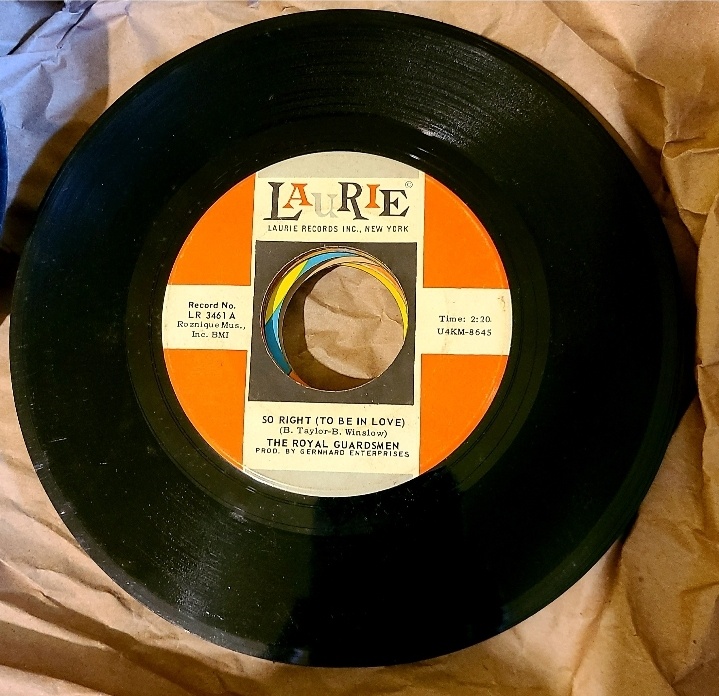 LAURIE©
LAURIE RECORDS INC., NEW YORK
Record No.
LR 3461 A
Roznique Mus.,
Inc. BMI
Time: 2:20
U4KM-8645
SO RIGHT (TO BE IN LOVE)
(B. Taylor-B. Winslow)
THE ROYAL GUARDSMEN
PROD. BY GERNHARD ENTERPRISES